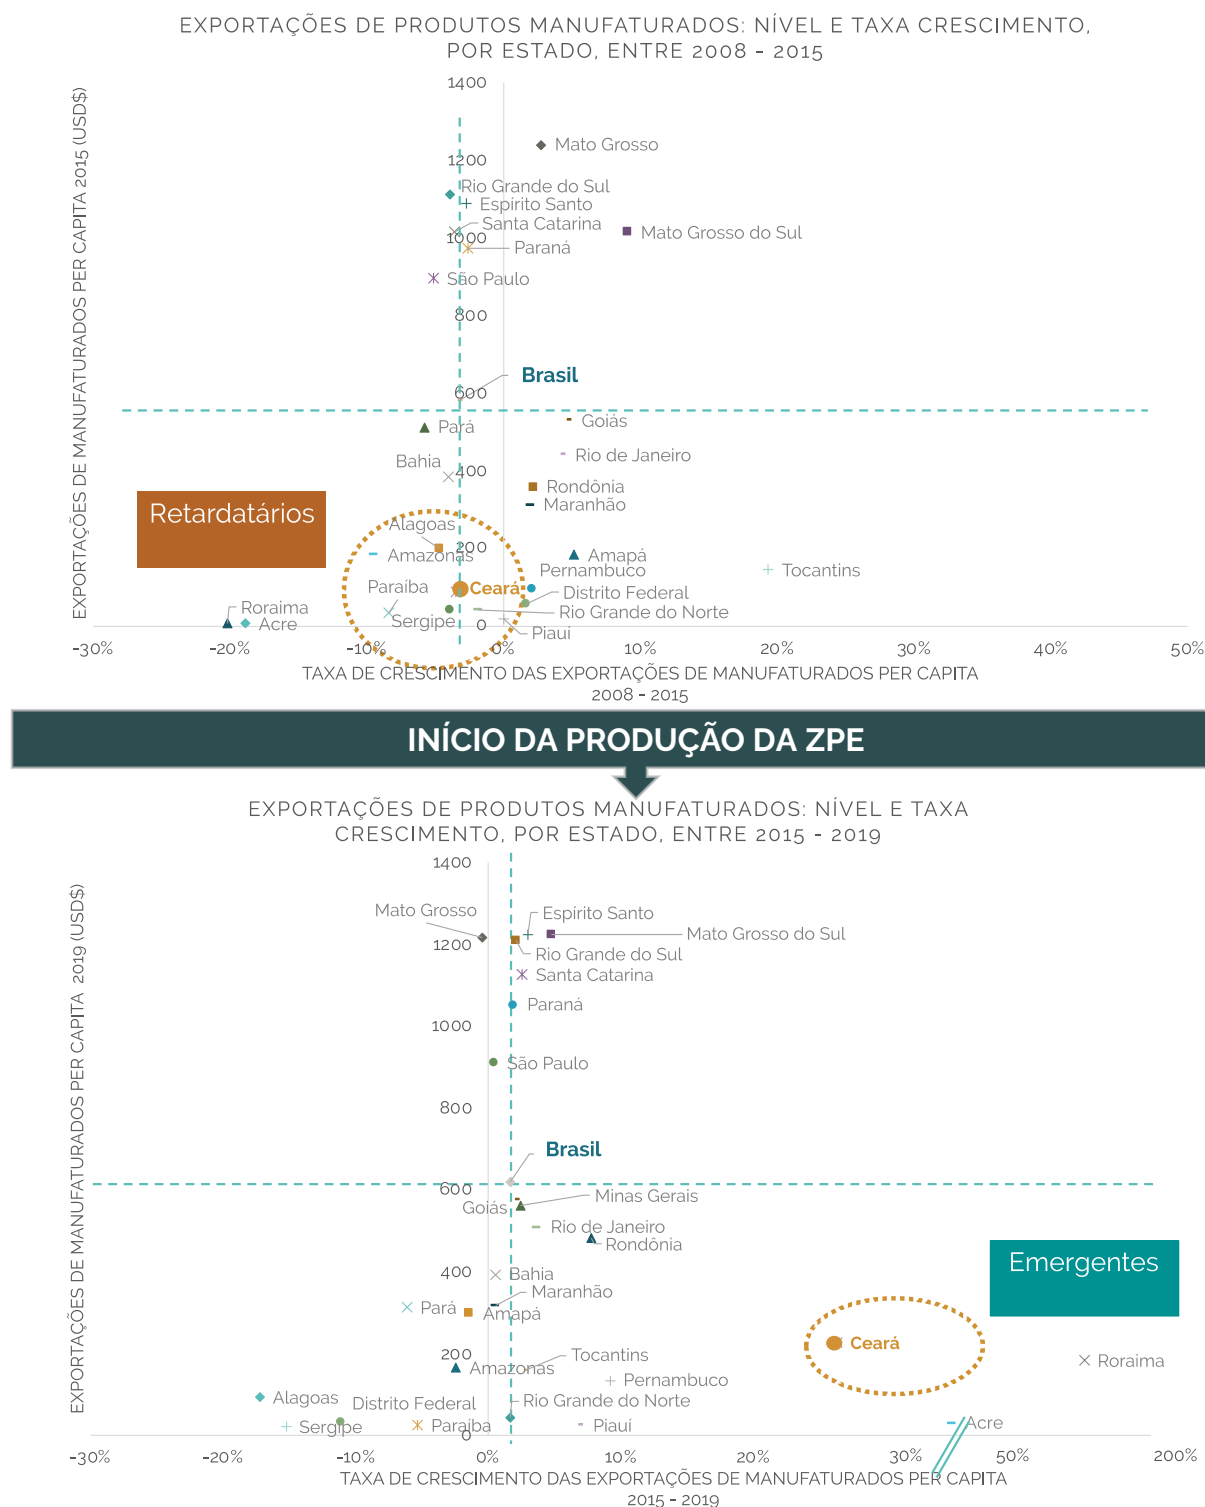 EXPORTAÇÕES DE PRODUTOS MANUFATURADOS: NÍVEL E TAXA CRESCIMENTO,
POR ESTADO, ENTRE 2008 - 2015
EXPORTAÇÕES DE MANUFATURADOS PER CAPITA 2015 (USD$)
1400
Mato Grosso
1200
Rio Grande do Sul
Espírito Santo
Santa Catarina
1000
Mato Grosso do Sul
Paraná
São Paulo
800
Brasil
600
Goiás
Pará
Rio de Janeiro
Bahia
400
Rondônia
Maranhão
Retardatários
Alagoas
200
Amazonas
Amapá
Pernambuco
Tocantins
Paraíba
Ceará
Distrito Federal
Roraima
Rio Grande do Norte
Acre
Sergipe
0
Piauí
-30%
-20%
-10%
0%
10%
20%
30%
40%
50%
TAXA DE CRESCIMENTO DAS EXPORTAÇÕES DE MANUFATURADOS PER CAPITA
2008 - 2015
INÍCIO DA PRODUÇÃO DA ZPE
EXPORTAÇÕES DE PRODUTOS MANUFATURADOS: NÍVEL E TAXA
CRESCIMENTO, POR ESTADO, ENTRE 2015 - 2019
EXPORTAÇÕES DE MANUFATURADOS PER CAPITA 2019 (USD$)
1400
Mato Grosso
Espírito Santo
Mato Grosso do Sul
1200
Rio Grande do Sul
Santa Catarina
Paraná
1000
São Paulo
800
Brasil
600
Minas Gerais
Goiás
Rio de Janeiro
Rondônia
Emergentes
400
Bahia
Maranhão
Pará
Amapá
Ceará
200
Tocantins
Roraima
Amazonas
Pernambuco
Alagoas
Distrito Federal
Rio Grande do Norte
Sergipe
Paraíba
Piauí
Acre
0
-30%
-20%
-10%
0%
10%
20%
30%
50%
200%
TAXA DE CRESCIMENTO DAS EXPORTAÇÕES DE MANUFATURADOS PER CAPITA
2015 - 2019